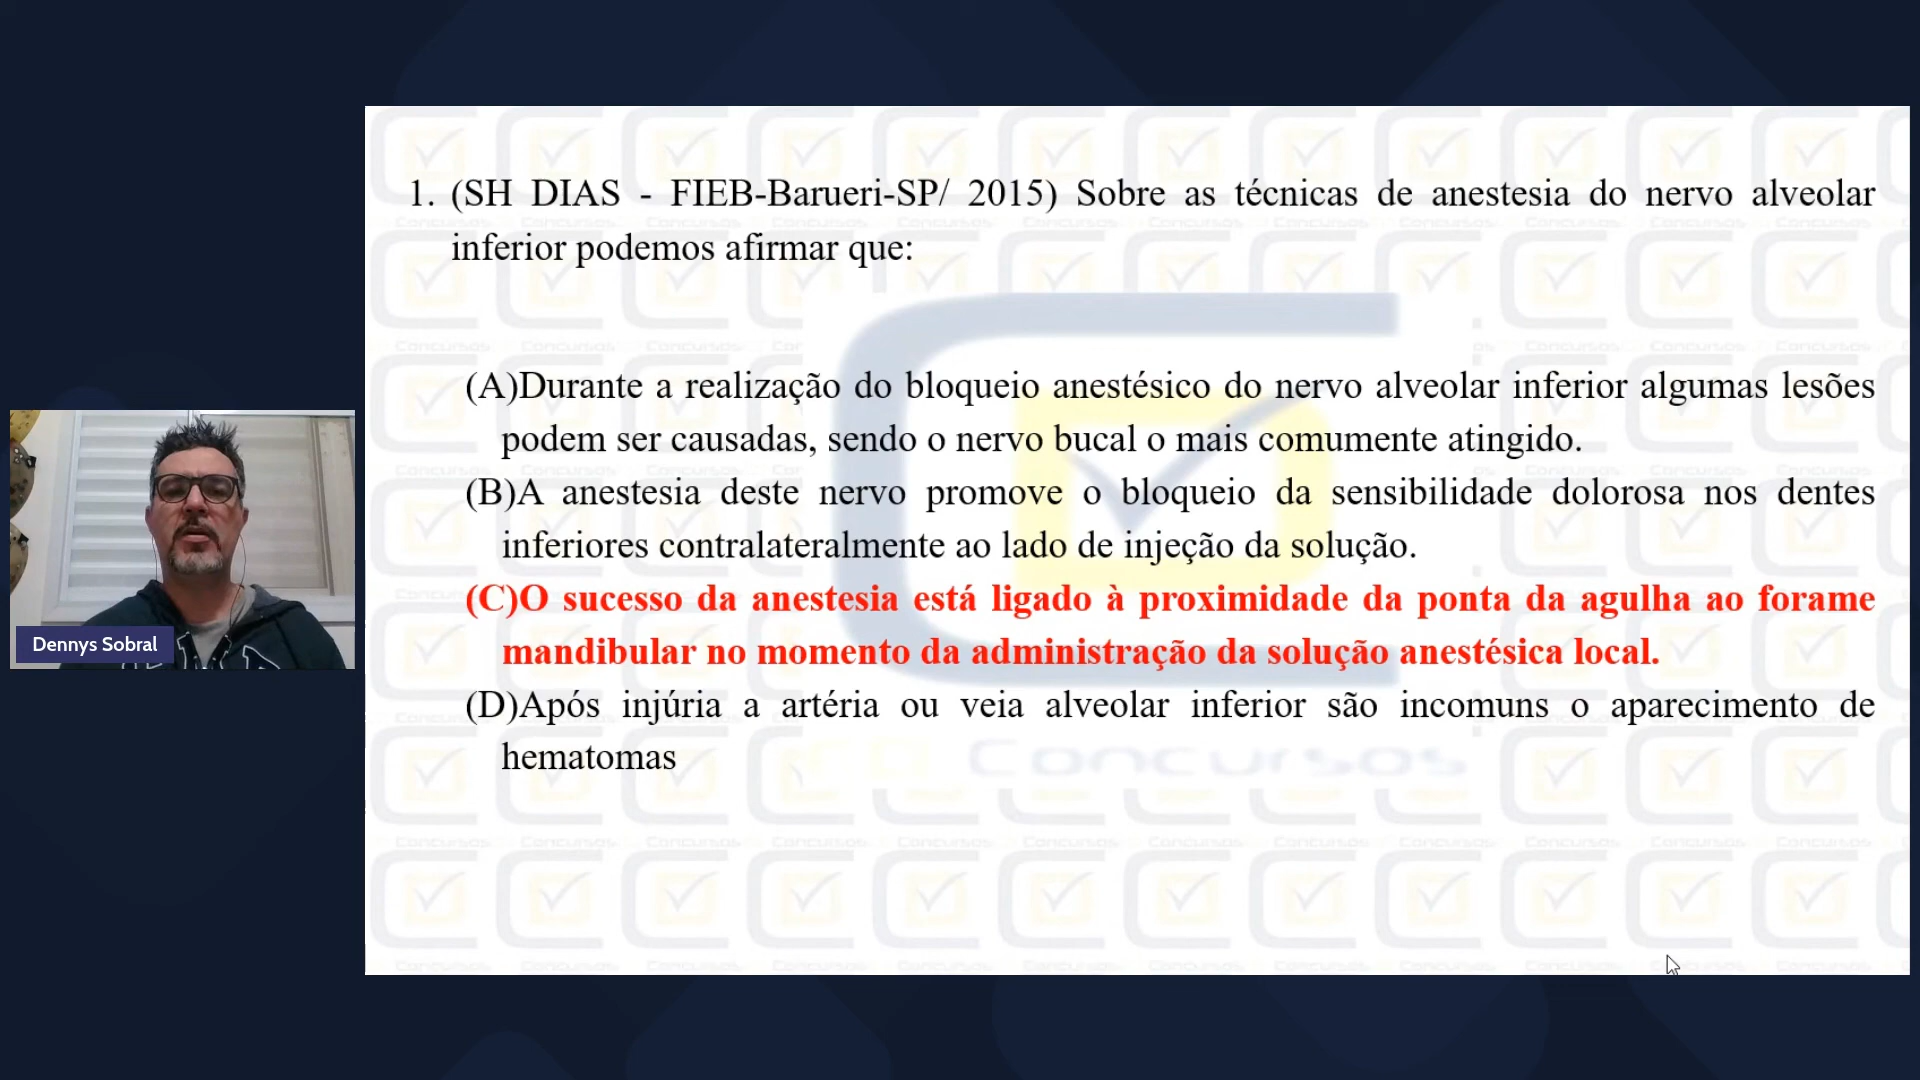 1. (SH DIAS - FIEB-Barueri-SP/ 2015) Sobre as técnicas de anestesia do nervo alveolar
inferior podemos afirmar que:
(A)Durante a realização do bloqueio anestésico do nervo alveolar inferior algumas lesões
podem ser causadas, sendo o nervo bucal o mais comumente atingido.
(B)A anestesia deste nervo promove o bloqueio da sensibilidade dolorosa nos dentes
inferiores contralateralmente ao lado de injeção da solução.
(C)O sucesso da anestesia está ligado à proximidade da ponta da agulha ao forame
mandibular no momento da administração da solução anestésica local.
(D)Após injúria a artéria ou veia alveolar inferior são incomuns o aparecimento de
hematomas
Concursos
Dennys Sobral